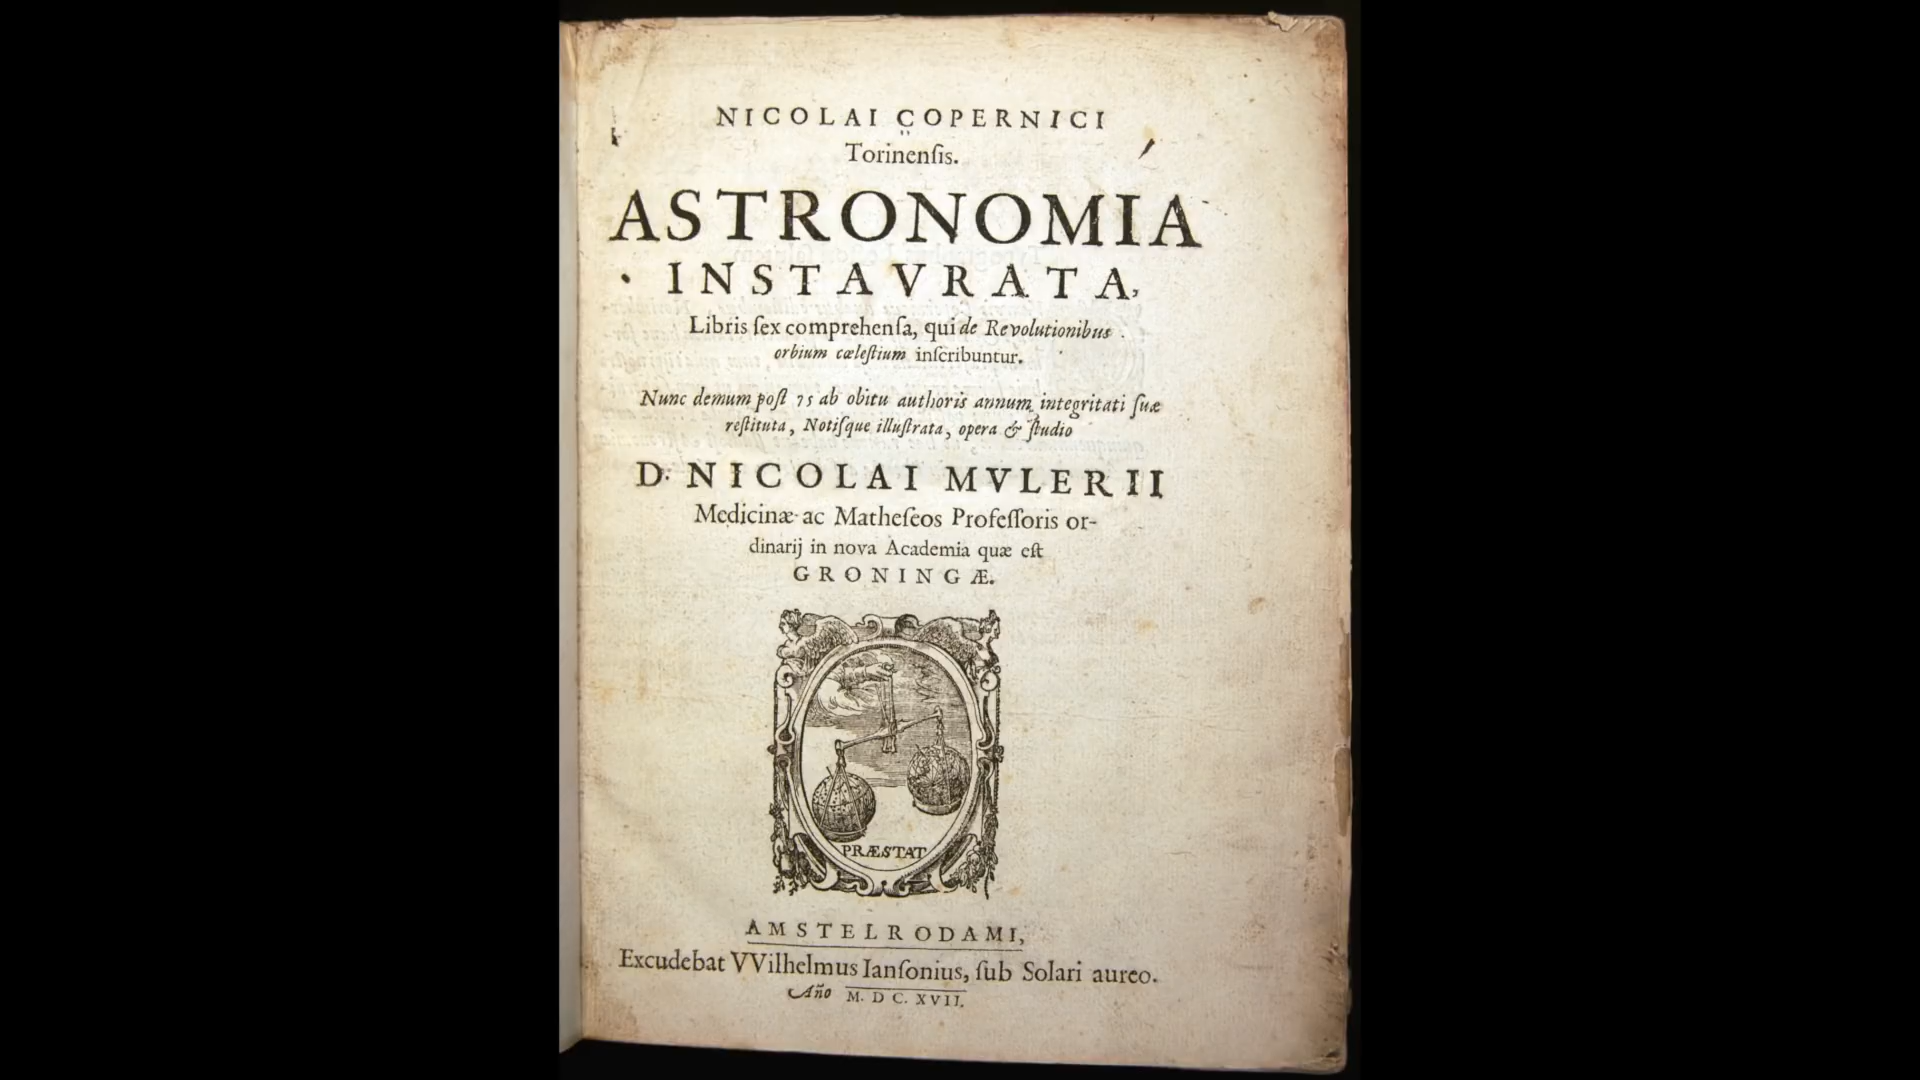 NICOLAI COPERNICI
Torinenſis.
ASTRONOMIA
INSTAVRATA,
Libris ſex comprehenſa, qui de Revolutionibus
orbium cæleſtium inſcribuntur.
Nunc demum poſt 75 ab obitu authoris annum integritati ſuæ
reſtituta, Notiſque illuſtrata, opera & ſtudio
D. NICOLAI MVLERII
Medicinæ ac Matheſeos Profeſſoris or-
dinarij in nova Academia quæ eſt
GRONINGÆ.
PRÆSTAT
AMSTELRODAMI,
Excudebat VVilhelmus Ianſonius, ſub Solari aureo.
Año M. D C. XVII.